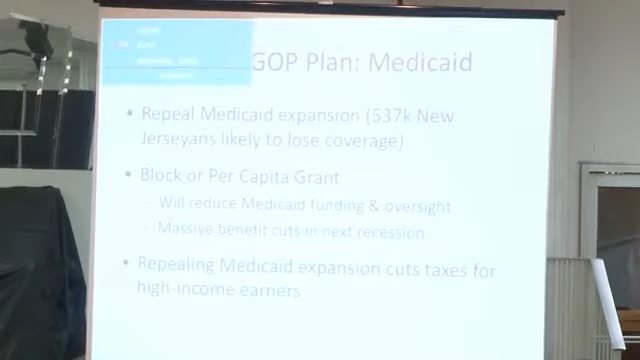 GOP Plan: Medicaid
• Repeal Medicaid expansion (537k New
Jerseyans likely to lose coverage)
• Block or Per Capita Grant
– Will reduce Medicaid funding & oversight
– Massive benefit cuts in next recession
• Repealing Medicaid expansion cuts taxes for
high-income earners